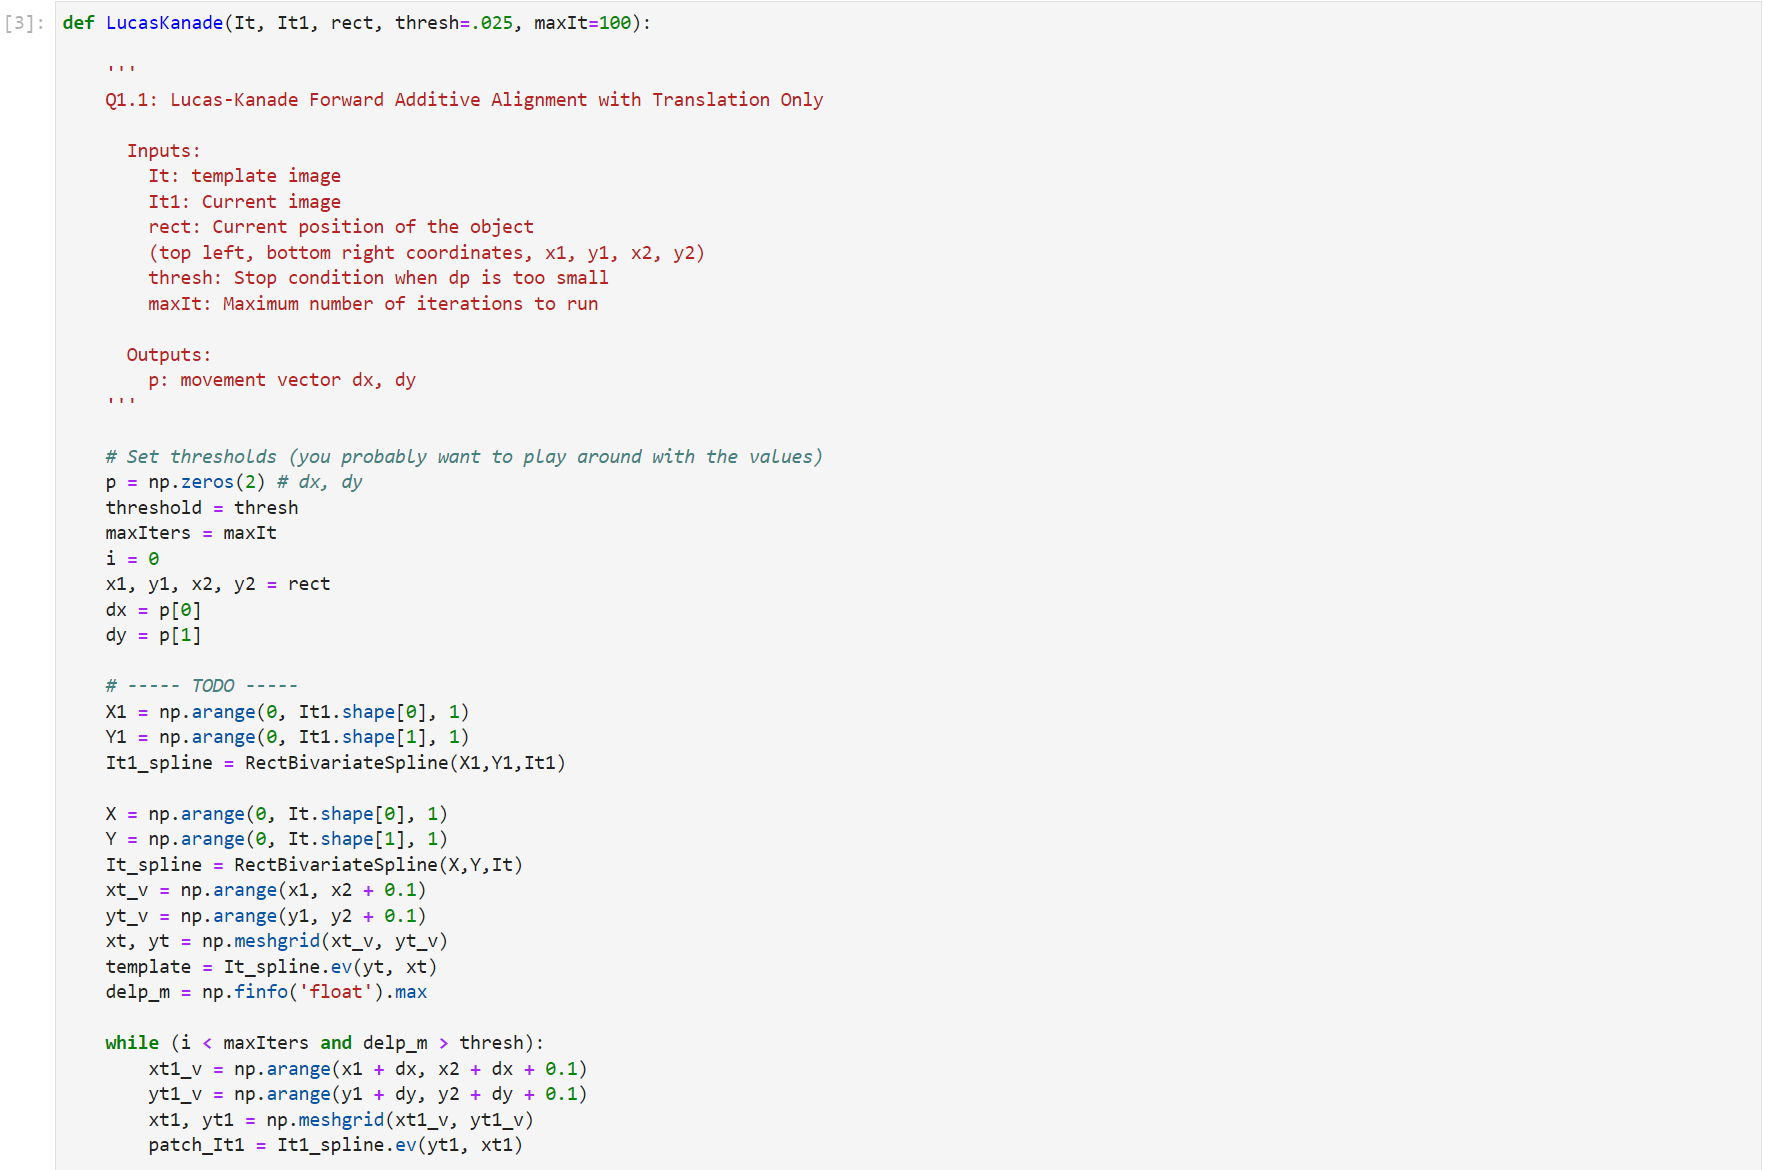 [3]: def LucasKanade(It, It1, rect, thresh=.025, maxIt=100):
'''
Q1.1: Lucas-Kanade Forward Additive Alignment with Translation Only
Inputs:
It: template image
It1: Current image
rect: Current position of the object
(top left, bottom right coordinates, x1, y1, x2, y2)
thresh: Stop condition when dp is too small
maxIt: Maximum number of iterations to run
Outputs:
p: movement vector dx, dy
'''
# Set thresholds (you probably want to play around with the values)
p = np.zeros(2) # dx, dy
threshold = thresh
maxIters = maxIt
i = 0
x1, y1, x2, y2 = rect
dx = p[0]
dy = p[1]
# ----- TODO -----
X1 = np.arange(0, It1.shape[0], 1)
Y1 = np.arange(0, It1.shape[1], 1)
It1_spline = RectBivariateSpline(X1,Y1,It1)
X = np.arange(0, It.shape[0], 1)
Y = np.arange(0, It.shape[1], 1)
It_spline = RectBivariateSpline(X,Y,It)
xt_v = np.arange(x1, x2 + 0.1)
yt_v = np.arange(y1, y2 + 0.1)
xt, yt = np.meshgrid(xt_v, yt_v)
template = It_spline.ev(yt, xt)
delp_m = np.finfo('float').max
while (i < maxIters and delp_m > thresh):
xt1_v = np.arange(x1 + dx, x2 + dx + 0.1)
yt1_v = np.arange(y1 + dy, y2 + dy + 0.1)
xt1, yt1 = np.meshgrid(xt1_v, yt1_v)
patch_It1 = It1_spline.ev(yt1, xt1)